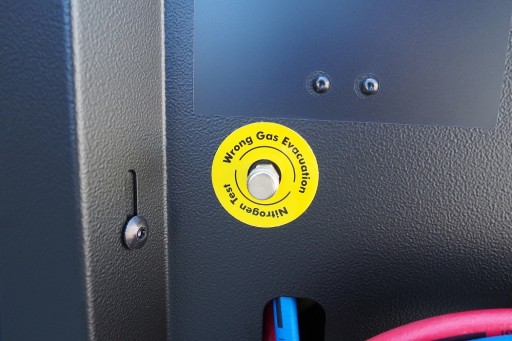 Wrong Gas Evacuation
Nitrogen Test